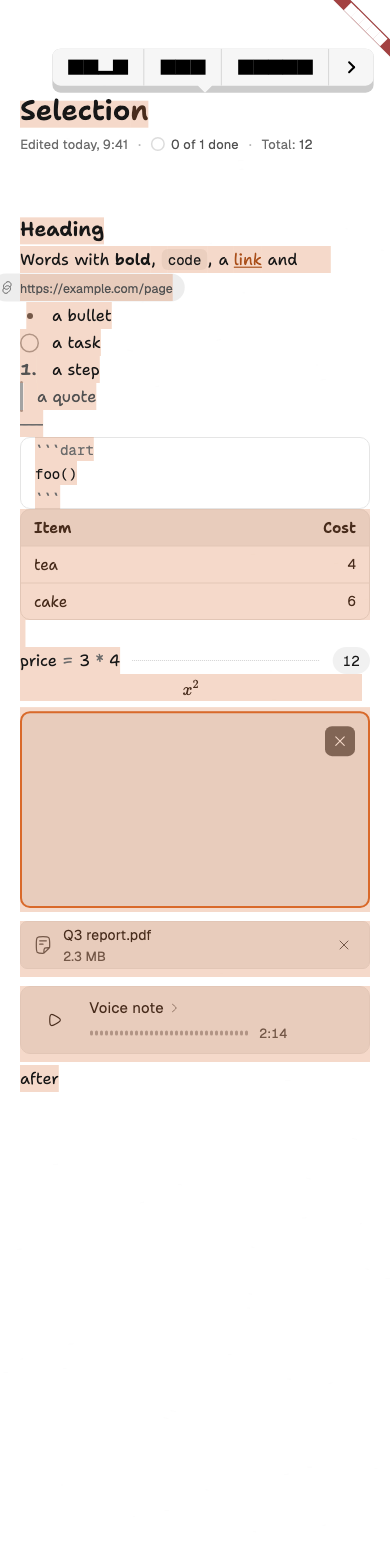 Selection
Edited today, 9:41 · 0 of 1 done · Total: 12
Heading
Words with bold, code, a link and
https://example.com/page
• a bullet
a task
1. a step
a quote
```dart
foo()
```
Item Cost
tea 4
cake 6
price = 3 * 4 12
x²
Q3 report.pdf
2.3 MB
Voice note
2:14
after